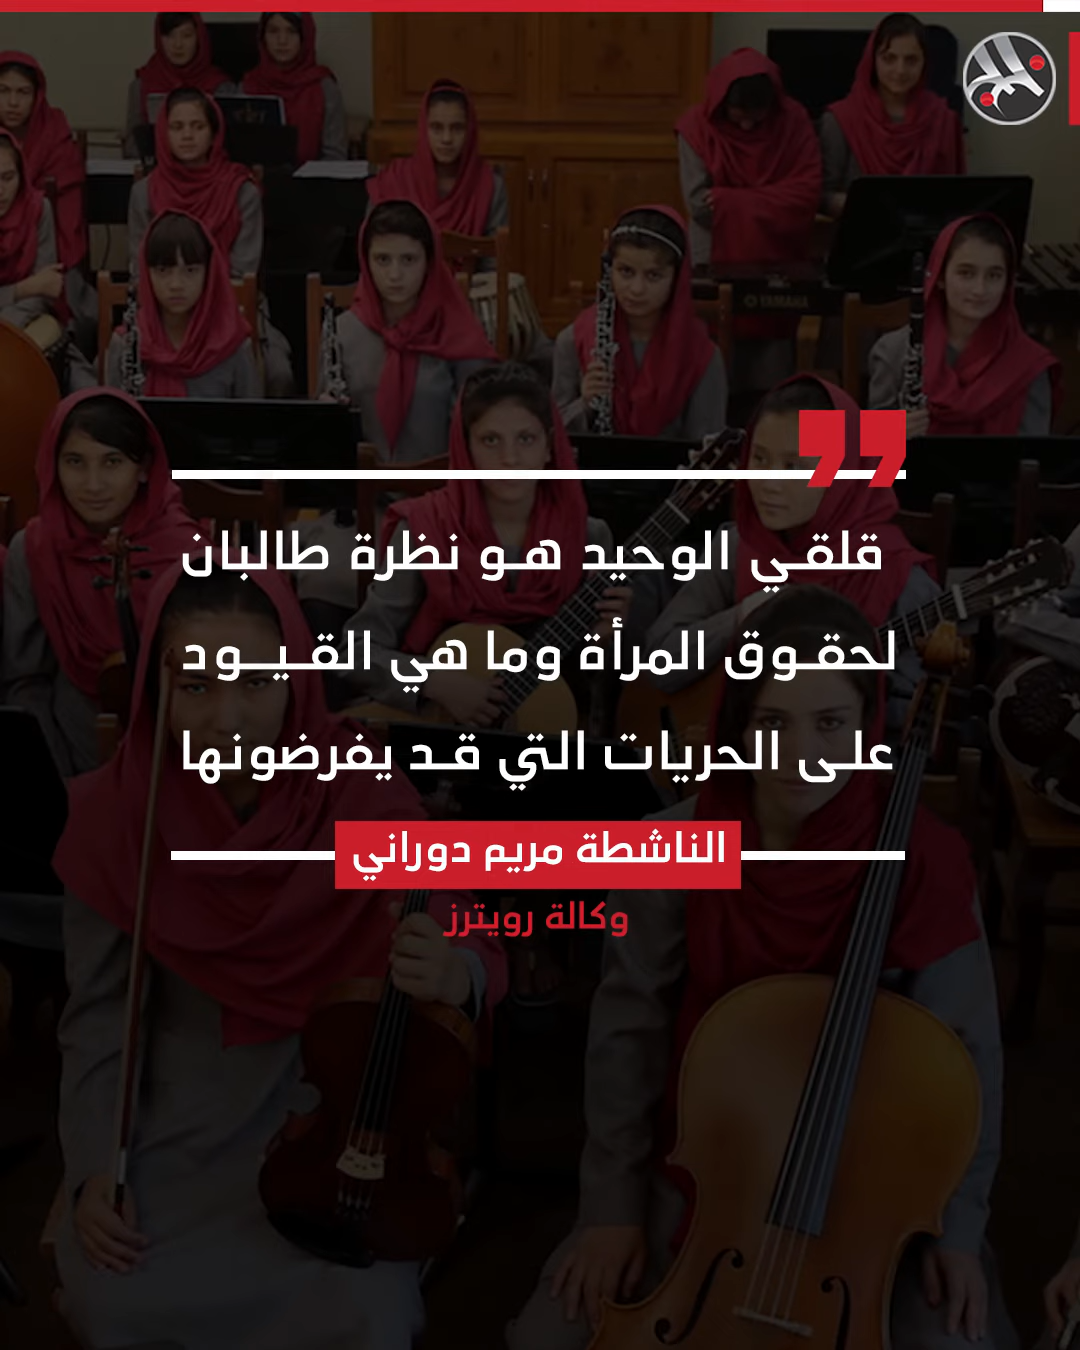 قلقي الوحيد هو نظرة طالبان
لحقوق المرأة وما هي القيود
على الحريات التي قد يفرضونها
الناشطة مريم دوراني
وكالة رويترز
YAMAHA